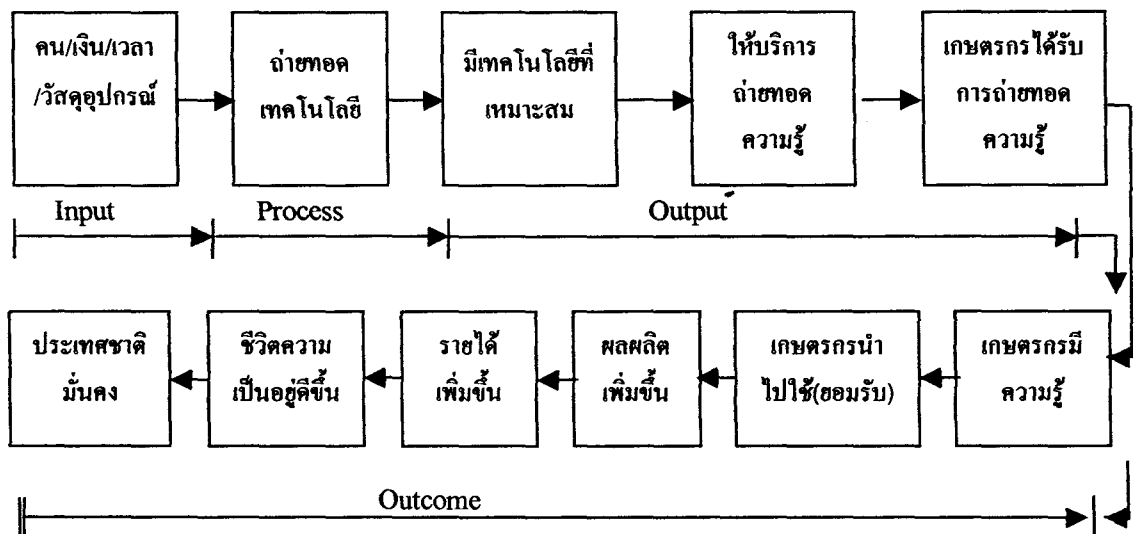 คน/เงิน/เวลา
/วัสดุอุปกรณ์
ถ่ายทอด
เทคโนโลยี
มีเทคโนโลยีที่
เหมาะสม
ให้บริการ
ถ่ายทอด
ความรู้
เกษตรกรได้รับ
การถ่ายทอด
ความรู้
Input
Process
Output
เกษตรกรมี
ความรู้
เกษตรกรนำ
ไปใช้(ยอมรับ)
ผลผลิต
เพิ่มขึ้น
รายได้
เพิ่มขึ้น
ชีวิตความ
เป็นอยู่ดีขึ้น
ประเทศชาติ
มั่นคง
Outcome